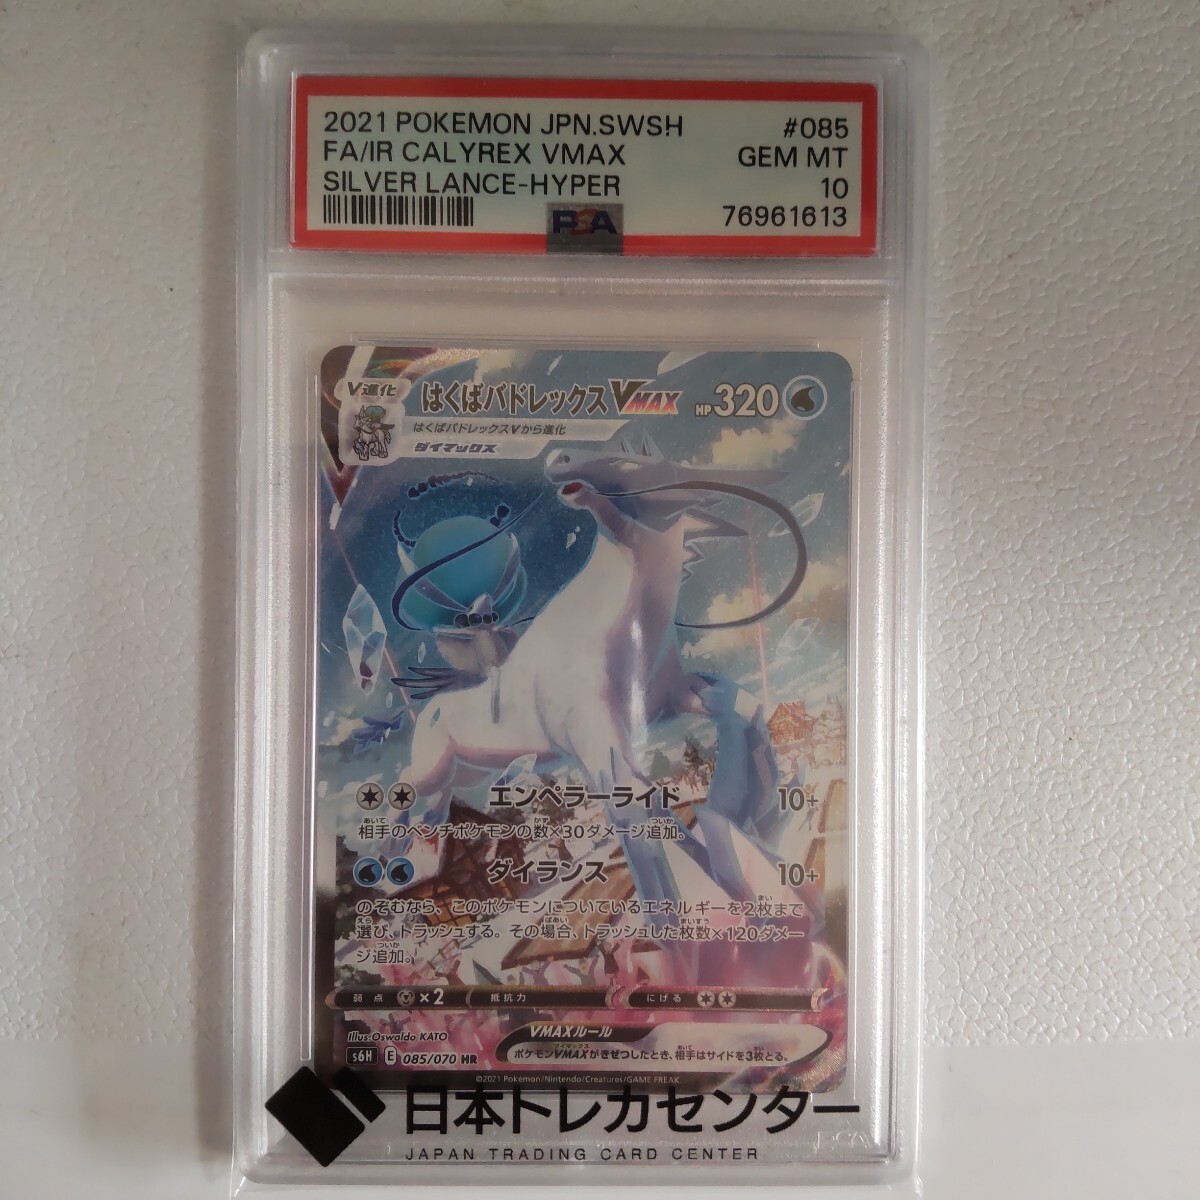 2021 POKEMON JPN.SWSH #085
FA/IR CALYREX VMAX GEM MT
SILVER LANCE-HYPER 10
PSA 76961613
V進化 はくばバドレックスVMAX HP320
はくばバドレックスVから進化
ダイマックス
エンペラーライド 10+
相手のベンチポケモンの数×30ダメージ追加。
ダイランス 10+
のぞむなら、このポケモンについているエネルギーを2枚まで
選び、トラッシュする。その場合、トラッシュした枚数×120ダメー
ジ追加。
弱点 ×2 抵抗力 にげる
Illus.Oswaldo KATO
VMAXルール
s6H E 085/070 HR
ポケモンVMAXがきぜつしたとき、相手はサイドを3枚とる。
©2021 Pokémon/Nintendo/Creatures/GAME FREAK
日本トレカセンター
JAPAN TRADING CARD CENTER